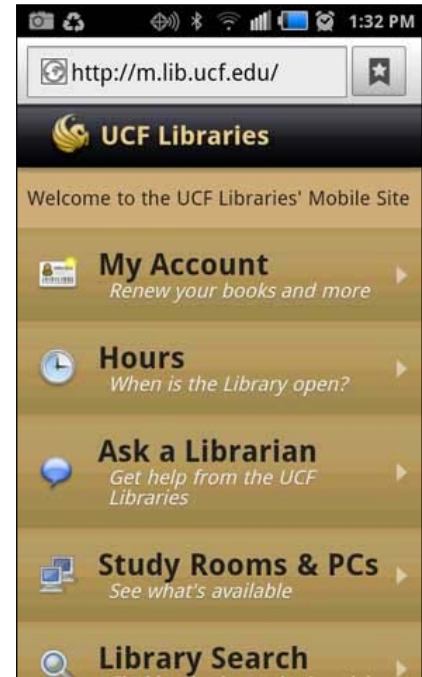 1:32 PM
http://m.lib.ucf.edu/
UCF Libraries
Welcome to the UCF Libraries' Mobile Site
My Account
Renew your books and more
Hours
When is the Library open?
Ask a Librarian
Get help from the UCF
Libraries
Study Rooms & PCs
See what's available
Library Search